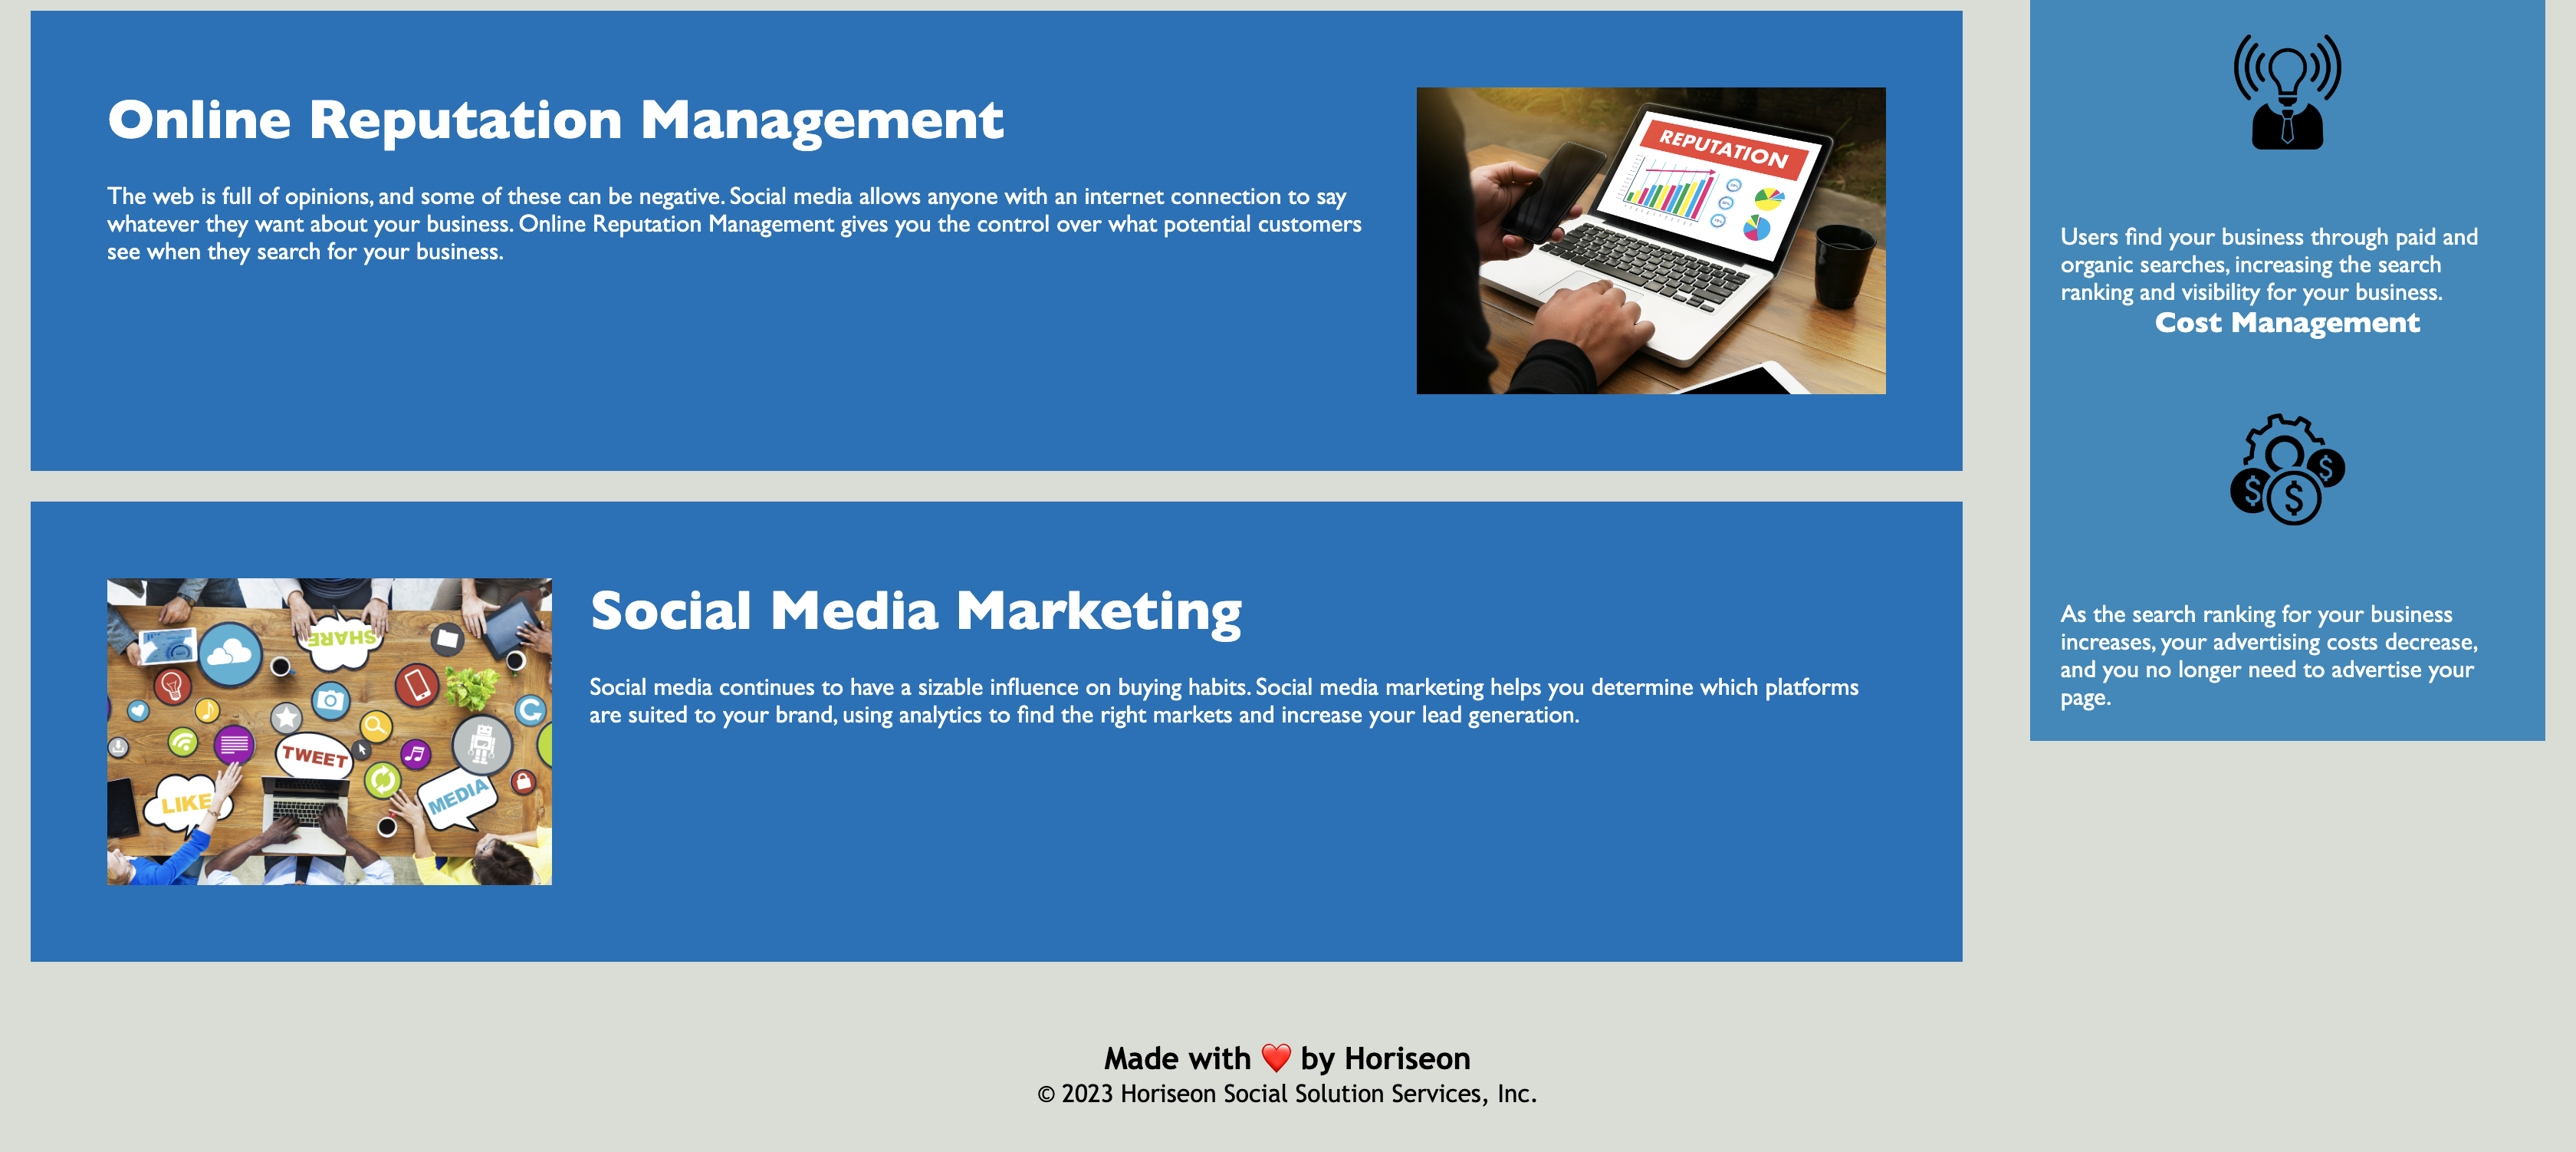 Online Reputation Management
The web is full of opinions, and some of these can be negative. Social media allows anyone with an internet connection to say
whatever they want about your business. Online Reputation Management gives you the control over what potential customers
see when they search for your business.
REPUTATION
Social Media Marketing
Social media continues to have a sizable influence on buying habits. Social media marketing helps you determine which platforms
are suited to your brand, using analytics to find the right markets and increase your lead generation.
SHARE
TWEET
LIKE
MEDIA
Users find your business through paid and
organic searches, increasing the search
ranking and visibility for your business.
Cost Management
$ $ $
As the search ranking for your business
increases, your advertising costs decrease,
and you no longer need to advertise your
page.
Made with ❤️ by Horiseon
© 2023 Horiseon Social Solution Services, Inc.